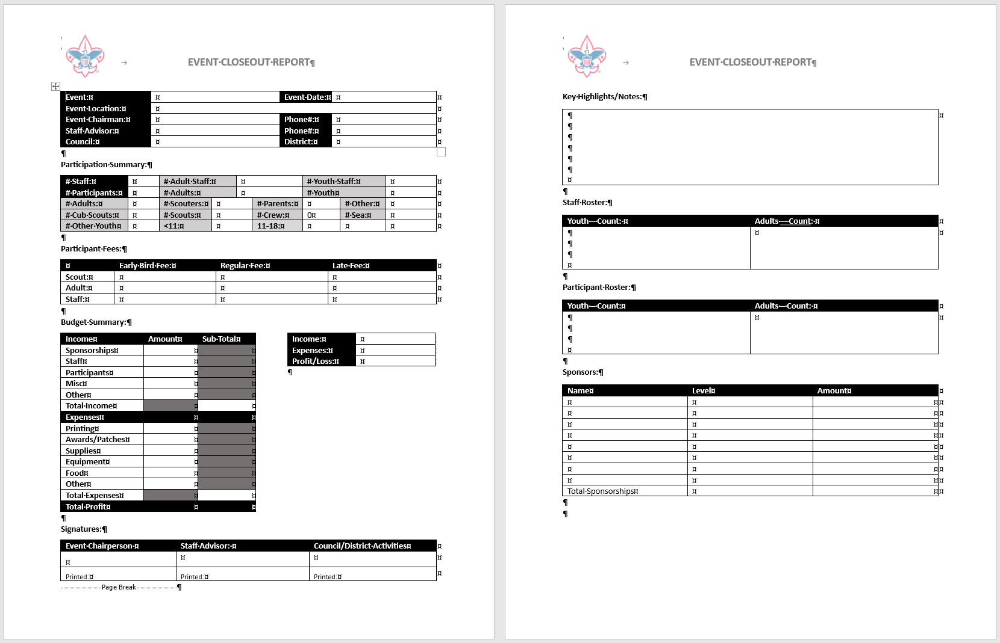 EVENT CLOSEOUT REPORT¶
Event:¤ ¤ Event Date:¤ ¤ ¤
Event Location:¤ ¤ ¤
Event Chairman:¤ ¤ Phone#:¤ ¤ ¤
Staff Advisor:¤ ¤ Phone#:¤ ¤ ¤
Council:¤ ¤ District:¤ ¤ ¤
¶
Participation Summary:¶
# Staff:¤ ¤ # Adult Staff:¤ ¤ # Youth Staff:¤ ¤ ¤
# Participants:¤ ¤ # Adults:¤ ¤ # Youth¤ ¤ ¤
# Adults:¤ ¤ # Scouters:¤ ¤ # Parents:¤ ¤ # Other:¤ ¤ ¤
# Cub Scouts:¤ ¤ # Scouts:¤ ¤ # Crew:¤ 0¤ # Sea:¤ ¤ ¤
# Other Youth¤ ¤ <11:¤ ¤ 11-18:¤ ¤ ¤ ¤ ¤
¶
Participant Fees:¶
¤ Early Bird Fee:¤ Regular Fee:¤ Late Fee:¤ ¤
Scout:¤ ¤ ¤ ¤ ¤
Adult:¤ ¤ ¤ ¤ ¤
Staff:¤ ¤ ¤ ¤ ¤
¶
Budget Summary:¶
Income¤ Amount¤ Sub Total¤
Sponsorships¤ ¤ ¤
Staff¤ ¤ ¤
Participants¤ ¤ ¤
Misc¤ ¤ ¤
Other¤ ¤ ¤
Total Income¤ ¤ ¤
Expenses¤ ¤ ¤
Printing¤ ¤ ¤
Awards/Patches¤ ¤ ¤
Supplies¤ ¤ ¤
Equipment¤ ¤ ¤
Food¤ ¤ ¤
Other¤ ¤ ¤
Total Expenses¤ ¤ ¤
Total Profit¤ ¤ ¤
Income:¤ ¤
Expenses:¤ ¤
Profit/Loss:¤ ¤
¶
¶
Signatures:¶
Event Chairperson ¤ Staff Advisor: ¤ Council/District Activities¤ ¤
¤ ¤ ¤ ¤
Printed:¤ Printed:¤ Printed:¤ ¤
Page Break ¶
EVENT CLOSEOUT REPORT¶
Key Highlights/Notes:¶
¶ ¤
¶
¶
¶
¶
¶
¤
¶
Staff Roster:¶
Youth – Count: ¤ Adults – Count: ¤ ¤
¶ ¤ ¤
¶
¶
¤
¶
Participant Roster:¶
Youth – Count:¤ Adults – Count: ¤ ¤
¶ ¤ ¤
¶
¶
¤
¶
Sponsors:¶
Name¤ Level¤ Amount¤ ¤
¤ ¤ ¤¤
¤ ¤ ¤¤
¤ ¤ ¤¤
¤ ¤ ¤¤
¤ ¤ ¤¤
¤ ¤ ¤¤
¤ ¤ ¤¤
¤ ¤ ¤¤
Total Sponsorships¤ ¤ ¤¤
¶
¶